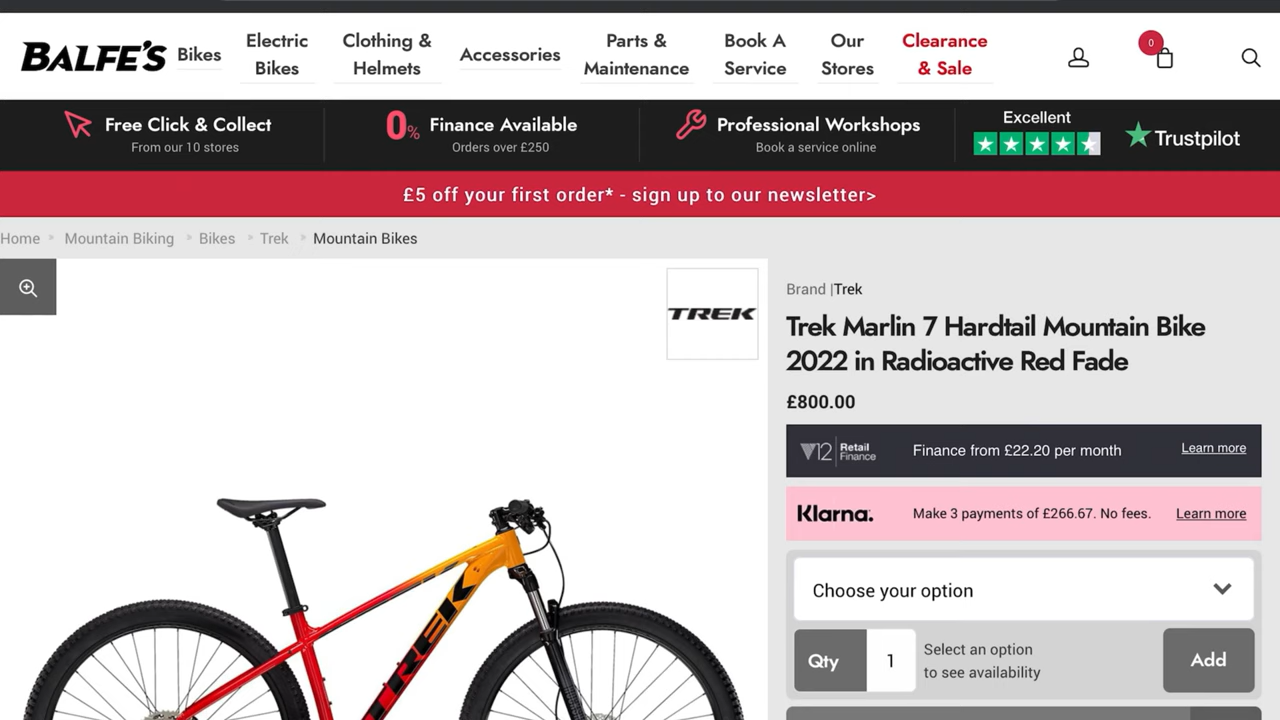 BALFE'S
Bikes
Electric
Bikes
Clothing &
Helmets
Accessories
Parts &
Maintenance
Book A
Service
Our
Stores
Clearance
& Sale
0
Free Click & Collect
From our 10 stores
0%
Finance Available
Orders over £250
Professional Workshops
Book a service online
Excellent
Trustpilot
£5 off your first order* - sign up to our newsletter>
Home » Mountain Biking » Bikes » Trek » Mountain Bikes
TREK
Brand |Trek
Trek Marlin 7 Hardtail Mountain Bike
2022 in Radioactive Red Fade
£800.00
V12 Retail
Finance
Finance from £22.20 per month
Learn more
Klarna.
Make 3 payments of £266.67. No fees.
Learn more
Choose your option
Qty
1
Select an option
to see availability
Add
TREK